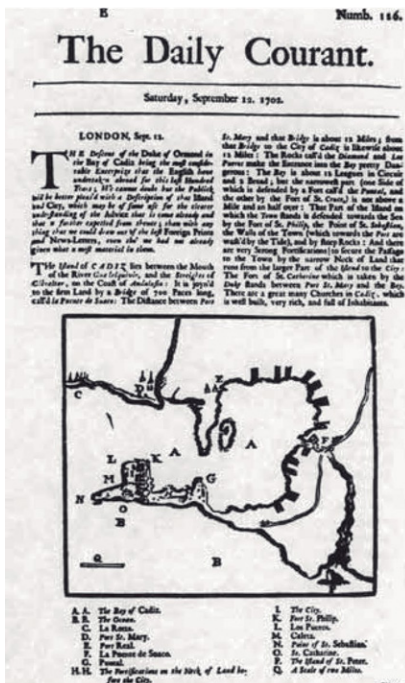 E
Numb. 126.
The Daily Courant.
Saturday, September 12. 1702.
LONDON, Sept. 12.
THE Descent of the Duke of Ormond in
the Bay of Cadiz being the most conside-
rable Enterprize that the English have
undertaken abroad for this last Hundred
Years; We cannot doubt but the Publick
will be better pleas'd with a Description of that Island
and City, which may be of some use for the clearer
understanding of the Advices that is come already and
that is further expected from thence; than with any
thing that we could draw out of the last Foreign Prints
and News-Letters, even tho' we had not already
given what is most material in them.
The Island of CADIZ lies between the Mouth
of the River Guadalquivir, and the Streights of
Gibraltar, on the Coast of Andalusia: It is joyn'd
to the firm Land by a Bridge of 700 Paces long,
call'd la Puente de Suaco: The Distance between Port
St. Mary and that Bridge is about 12 Miles; from
that Bridge to the City of Cadiz is likewise about
12 Miles: The Rocks call'd the Diamond and Los
Puercos make the Entrance into the Bay pretty Dan-
gerous: The Bay is about 12 Leagues in Circuit
and 3 Broad; but the narrowest part (one Side of
which is defended by a Fort call'd the Puntal, and
the other by the Fort of St. Cruz) is not above a
Mile and an half over: That Part of the Island on
which the Town stands is defended towards the Sea
by the Fort of St. Philip, the Point of St. Sebastian,
the Walls of the Town (which towards the Port are
wash'd by the Tide), and by steep Rocks: And there
are very strong Fortifications to secure the Passage
to the Town by the narrow Neck of Land that
runs from the larger Part of the Island to the City:
The Fort of St. Catharine which is taken by the
Duke stands between Port St. Mary and the Bay.
There are a great many Churches in Cadiz, which
is well built, very rich, and full of Inhabitants.
C
D
E
A
A
F
L
K
M
G
N
O
B
Q
B
A. A. The Bay of Cadiz.
B. B. The Ocean.
C. La Rotta.
D. Port St. Mary.
E. Port Real.
F. La Puente de Suaco.
G. Puntal.
H. H. The Fortifications on the Neck of Land be-
fore the City.
I. The City.
K. Fort St. Philip.
L. Los Puercos.
M. Caleta.
N. Point of St. Sebastian.
O. St. Catharine.
P. The Island of St. Peter.
Q. A Scale of two Miles.